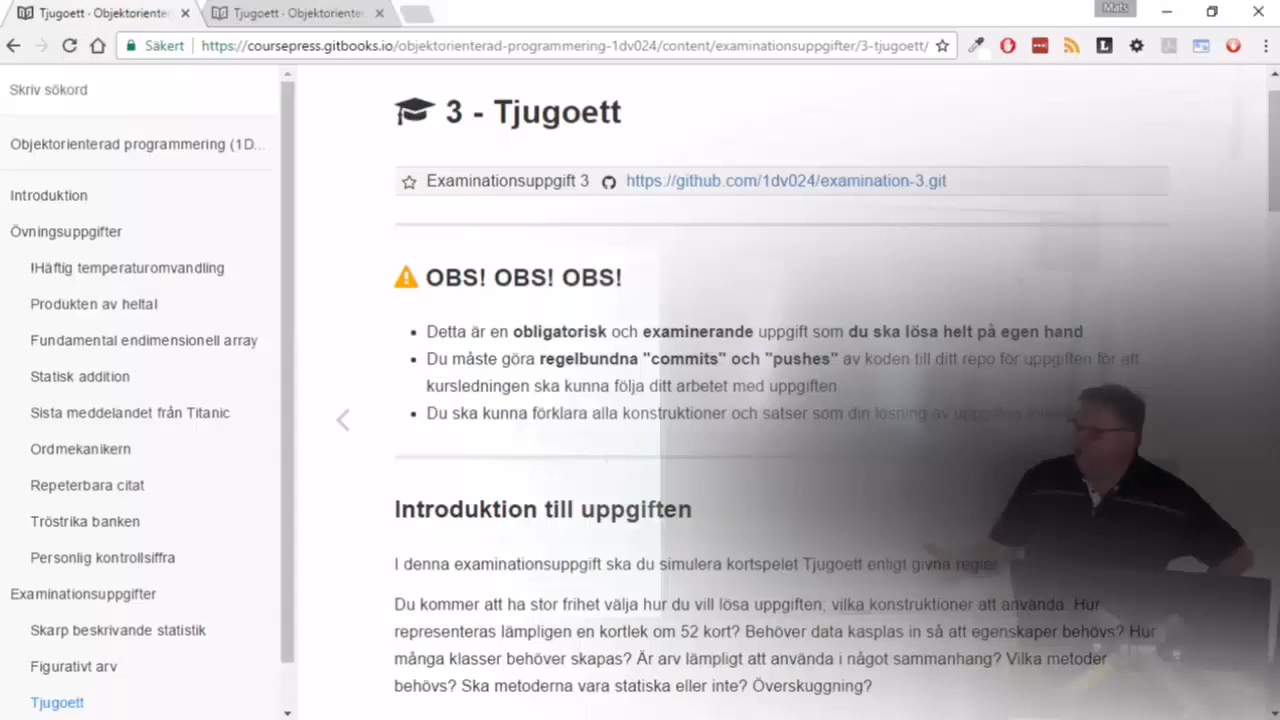 Tjugoett - Objektorienter
Tjugoett - Objektorienter
Mats
Säkert
https://coursepress.gitbooks.io/objektorienterad-programmering-1dv024/content/examinationsuppgifter/3-tjugoett/
Skriv sökord
Objektorienterad programmering (1D...
Introduktion
Övningsuppgifter
!Häftig temperaturomvandling
Produkten av heltal
Fundamental endimensionell array
Statisk addition
Sista meddelandet från Titanic
Ordmekanikern
Repeterbara citat
Tröstrika banken
Personlig kontrollsiffra
Examinationsuppgifter
Skarp beskrivande statistik
Figurativt arv
Tjugoett
3 - Tjugoett
Examinationsuppgift 3 https://github.com/1dv024/examination-3.git
OBS! OBS! OBS!
Detta är en obligatorisk och examinerande uppgift som du ska lösa helt på egen hand
Du måste göra regelbundna "commits" och "pushes" av koden till ditt repo för uppgiften för att
kursledningen ska kunna följa ditt arbetet med uppgiften
Du ska kunna förklara alla konstruktioner och satser som din lösning av
Introduktion till uppgiften
I denna examinationsuppgift ska du simulera kortspelet Tjugoett enligt givna regler
Du kommer att ha stor frihet välja hur du vill lösa uppgiften; vilka konstruktioner att använda. Hur
representeras lämpligen en kortlek om 52 kort? Behöver data kasplas in så att egenskaper behövs? Hur
många klasser behöver skapas? Är arv lämpligt att använda i något sammanhang? Vilka metoder
behövs? Ska metoderna vara statiska eller inte? Överskuggning?